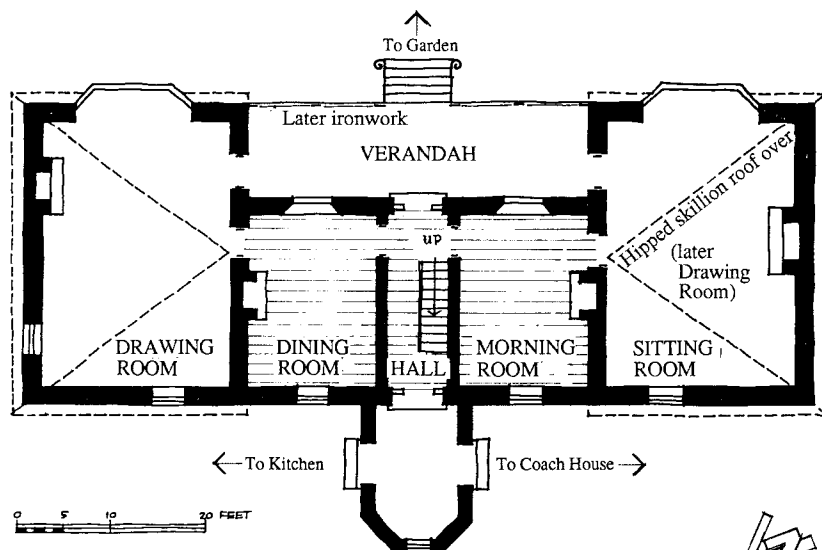 To Garden
Later ironwork
VERANDAH
Hipped skillion roof over
up
(later
Drawing
Room)
DRAWING
ROOM
DINING
ROOM
HALL
MORNING
ROOM
SITTING
ROOM
To Kitchen
To Coach House
0 5 10 20 FEET